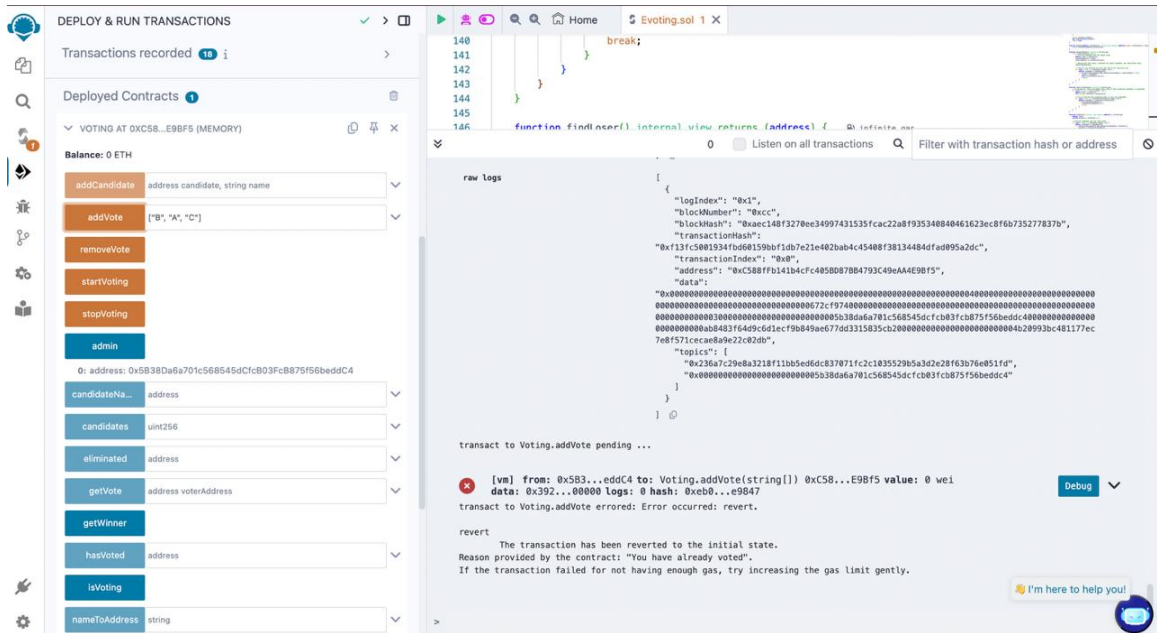 DEPLOY & RUN TRANSACTIONS
Transactions recorded 18 i
Deployed Contracts 1
VOTING AT 0XC58...E9BF5 (MEMORY)
Balance: 0 ETH
addCandidate address candidate, string name
addVote ["B", "A", "C"]
removeVote
startVoting
stopVoting
admin
0: address: 0x5B38Da6a701c568545dCfcB03FcB875f56beddC4
candidateNa... address
candidates uint256
eliminated address
getVote address voterAddress
getWinner
hasVoted address
isVoting
nameToAddress string
Home
Evoting.sol 1
140 break;
141 }
142 }
143 }
144 }
145
146 function findLoser() internal view returns (address) { infinite gas
0 Listen on all transactions Filter with transaction hash or address
raw logs [
{
"logIndex": "0x1",
"blockNumber": "0xcc",
"blockHash": "0xaec148f3270ee34997431535fcac22a8f935340840461623ec8f6b735277837b",
"transactionHash":
"0xf13fc5001934fbd60159bbf1db7e21e402bab4c45408f38134484dfad095a2dc",
"transactionIndex": "0x0",
"address": "0xC588fFb141b4cFc405BD87BB4793C49eAA4E9Bf5",
"data":
7e8f571cecae8a9e22c02db",
"topics": [
"0x236a7c29e8a3218f11bb5ed6dc837071fc2c1035529b5a3d2e28f63b76e051fd",
"0x0000000000000000000000005b38da6a701c568545dcfcb03fcb875f56beddc4"
]
}
]
transact to Voting.addVote pending ...
[vm] from: 0x5B3...eddC4 to: Voting.addVote(string[]) 0xC58...E9Bf5 value: 0 wei
data: 0x392...00000 logs: 0 hash: 0xeb0...e9847
Debug
transact to Voting.addVote errored: Error occurred: revert.
revert
The transaction has been reverted to the initial state.
Reason provided by the contract: "You have already voted".
If the transaction failed for not having enough gas, try increasing the gas limit gently.
I'm here to help you!
>